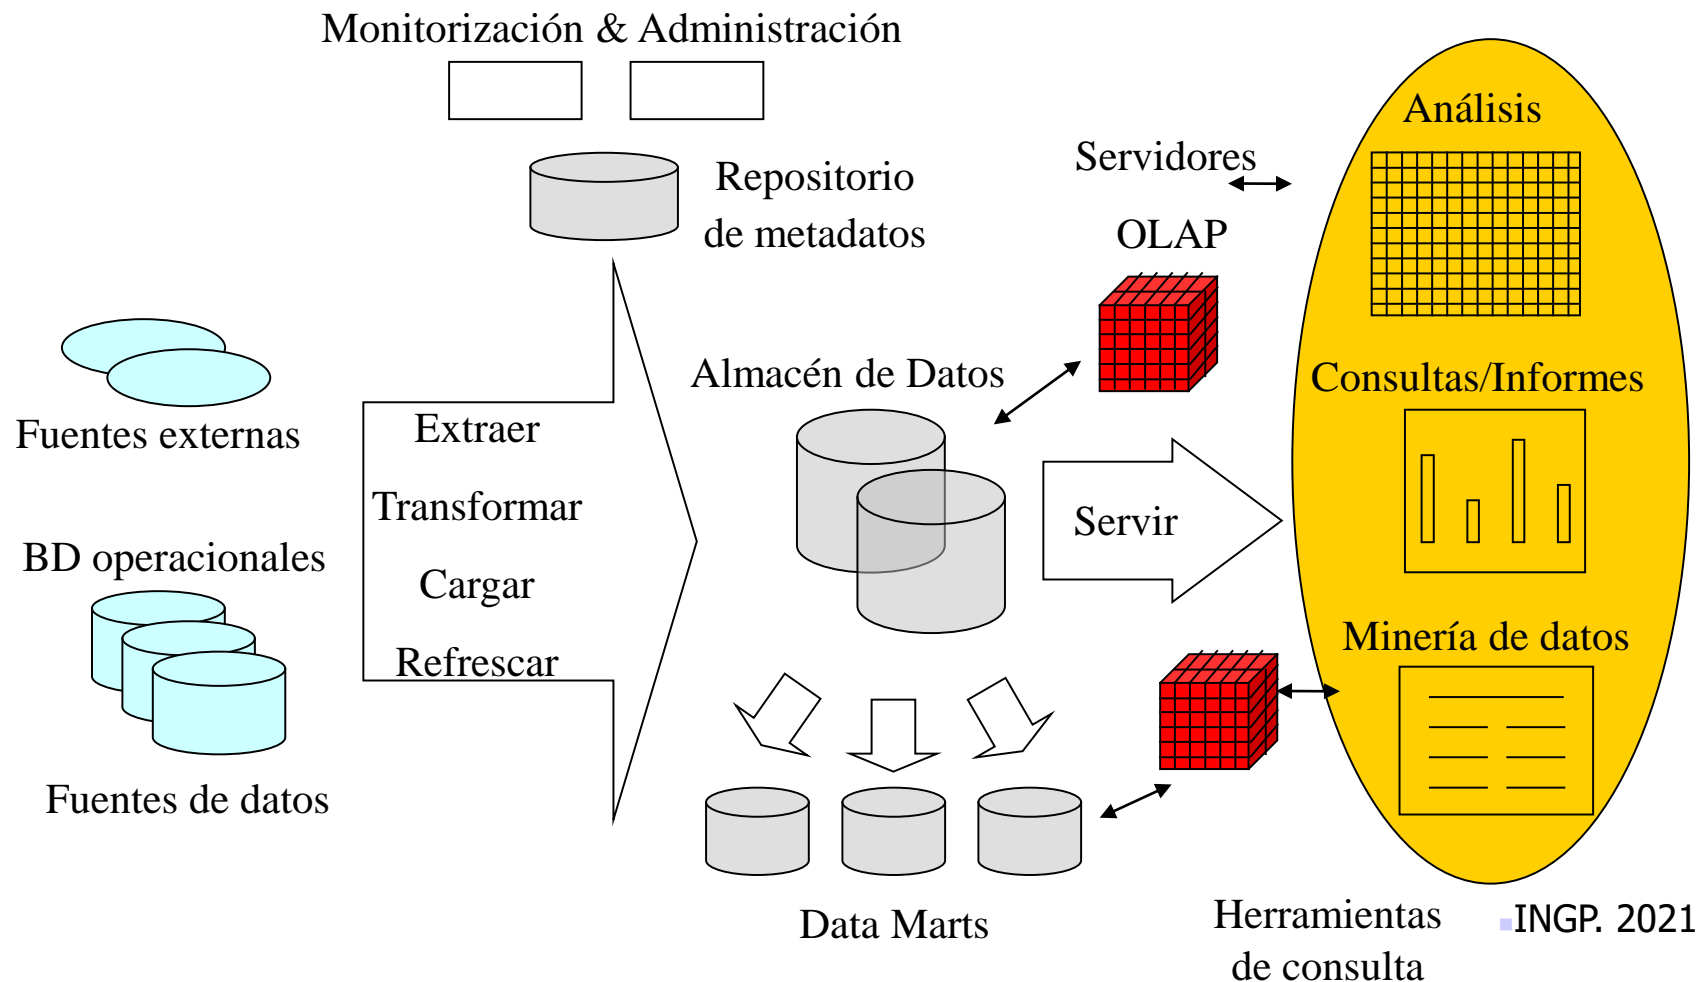 Monitorización & Administración
Repositorio
de metadatos
Servidores
OLAP
Análisis
Fuentes externas
Extraer
Transformar
Cargar
Refrescar
Almacén de Datos
Servir
Consultas/Informes
BD operacionales
Minería de datos
Fuentes de datos
Data Marts
Herramientas
de consulta
INGP. 2021